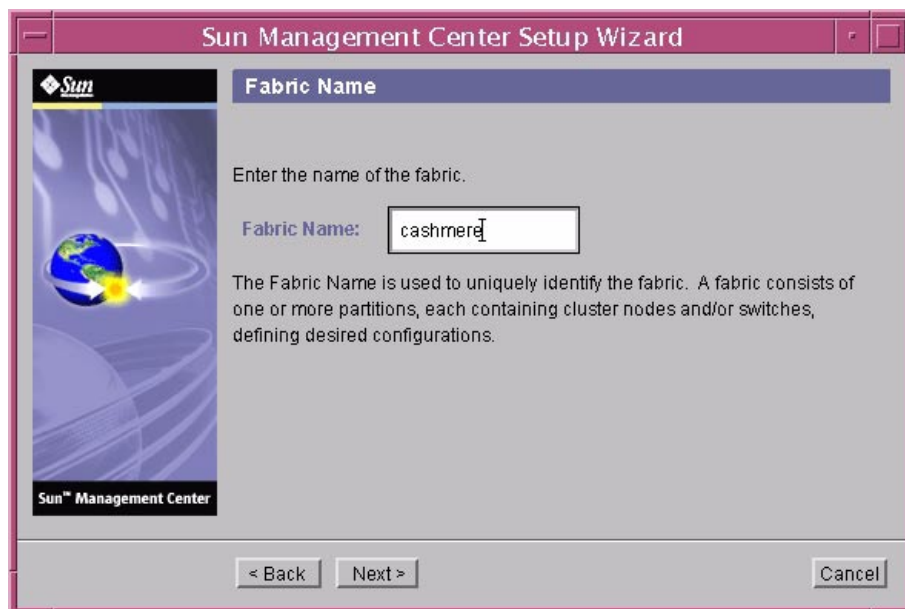 Sun Management Center Setup Wizard
Sun
Fabric Name
Enter the name of the fabric.
Fabric Name: cashmere
The Fabric Name is used to uniquely identify the fabric. A fabric consists of
one or more partitions, each containing cluster nodes and/or switches,
defining desired configurations.
Sun™ Management Center
< Back Next > Cancel